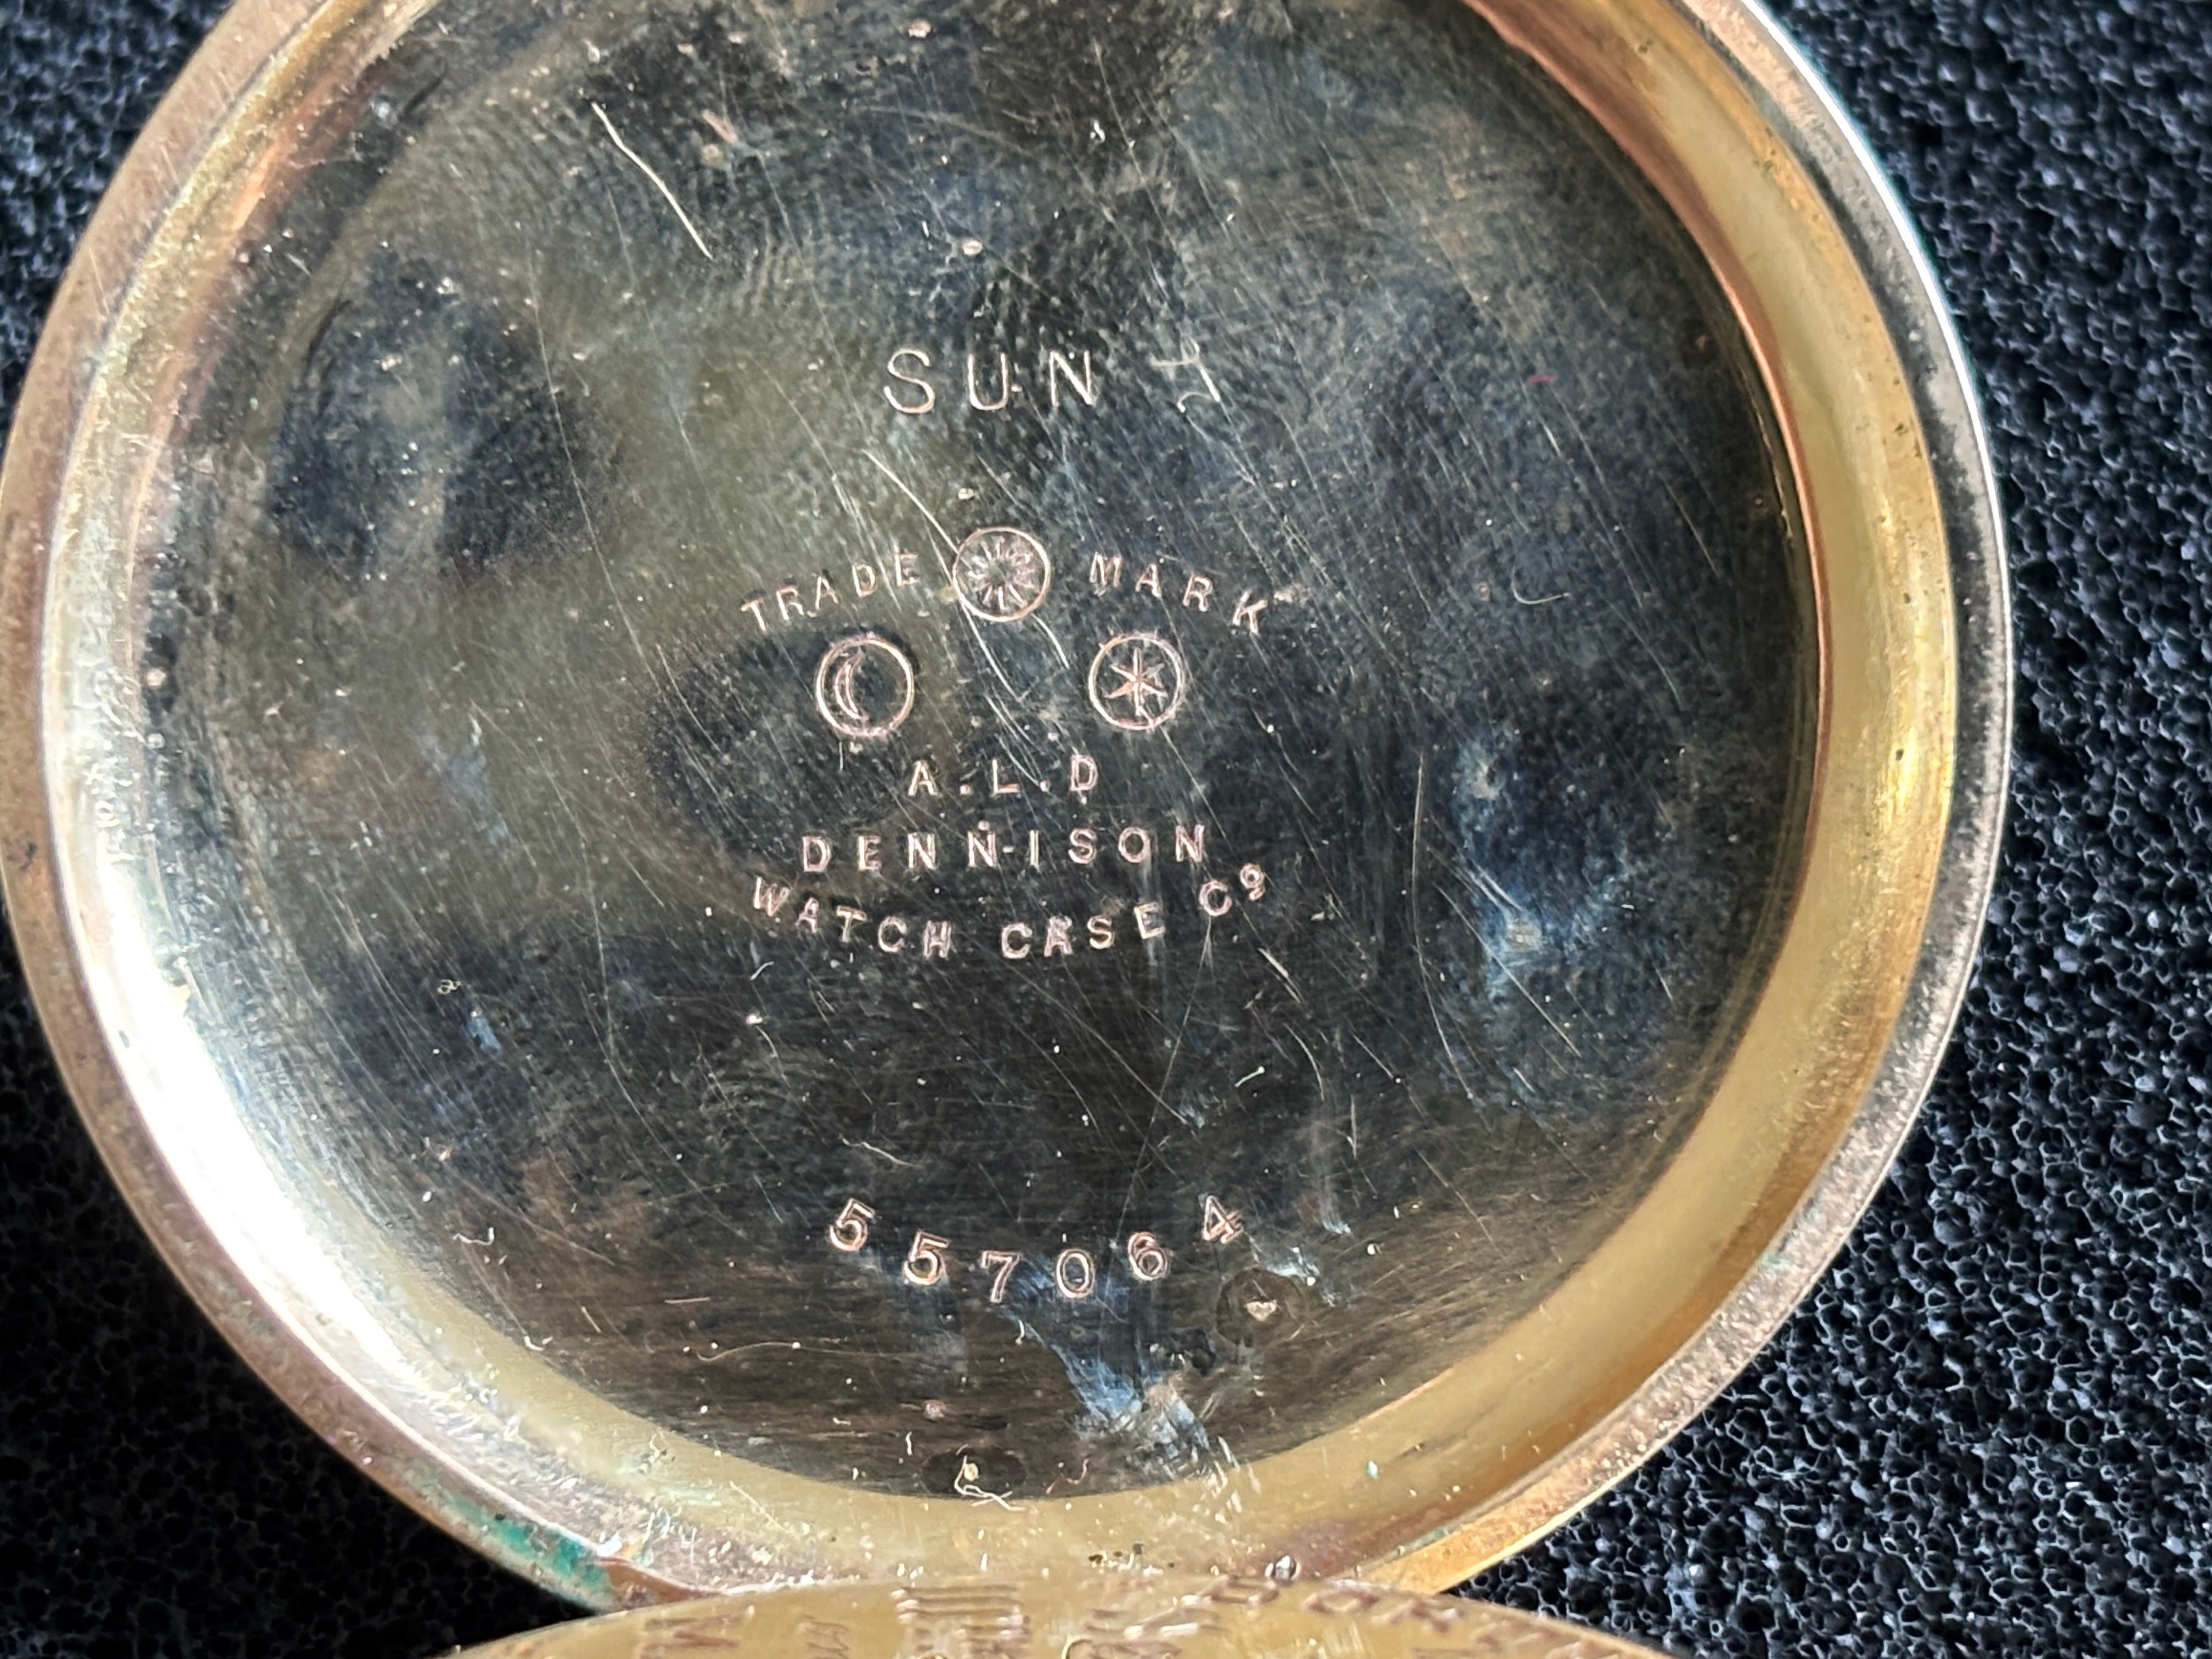 SUN
TRADE MARK
A.L.D
DENNISON
WATCH CASE Cº
557064